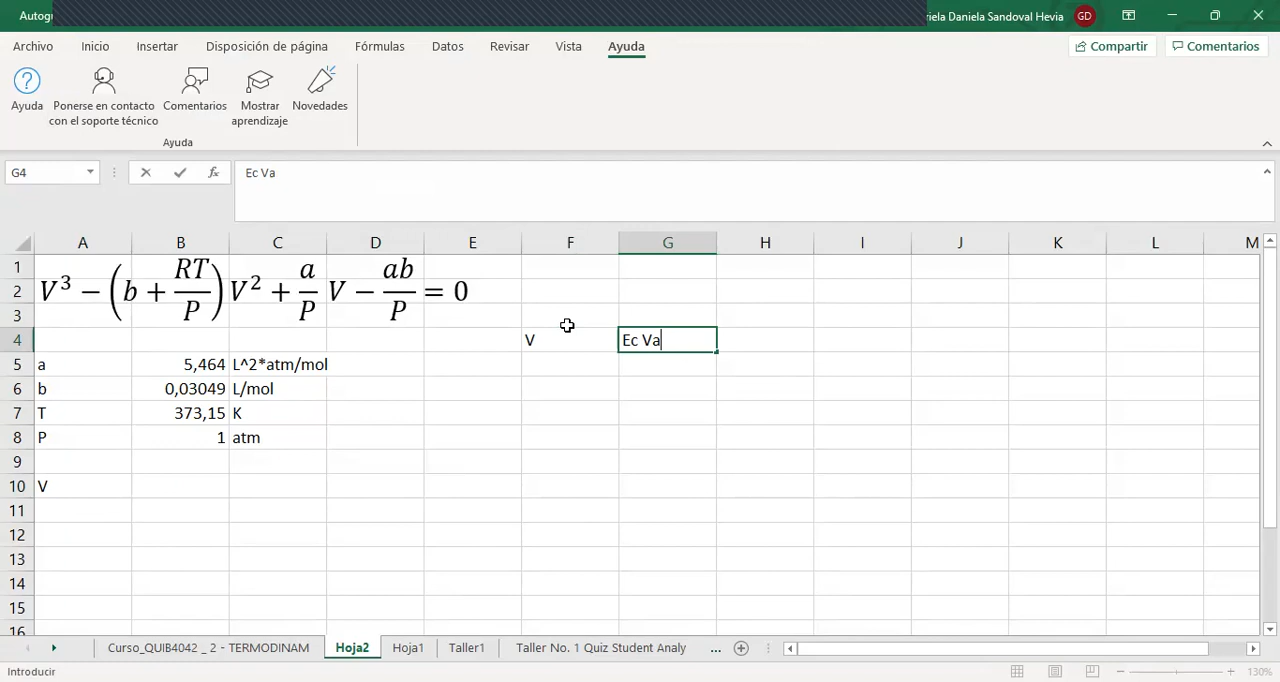 Autog
riela Daniela Sandoval Hevia GD
Archivo Inicio Insertar Disposición de página Fórmulas Datos Revisar Vista Ayuda Compartir Comentarios
Ayuda Ponerse en contacto con el soporte técnico Comentarios Mostrar aprendizaje Novedades
Ayuda
G4 fx Ec Va
A B C D E F G H I J K L M
1
2 V³ − (b + RT/P) V² + a/P V − ab/P = 0
3
4 V Ec Va
5 a 5,464 L^2*atm/mol
6 b 0,03049 L/mol
7 T 373,15 K
8 P 1 atm
9
10 V
11
12
13
14
15
16
Curso_QUIB4042 _ 2 - TERMODINAM Hoja2 Hoja1 Taller1 Taller No. 1 Quiz Student Analy ...
Introducir 130%